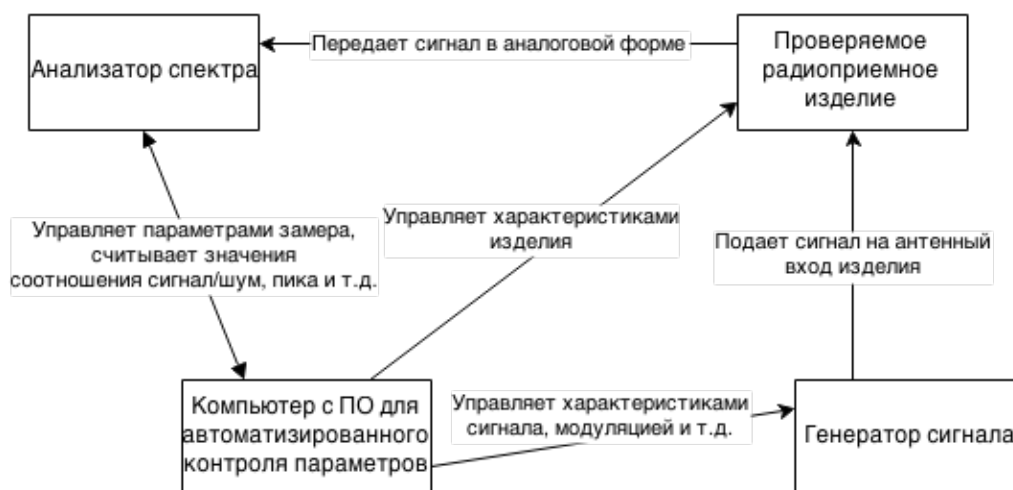 Передает сигнал в аналоговой форме
Анализатор спектра
Проверяемое
радиоприемное
изделие
Управляет параметрами замера,
считывает значения
соотношения сигнал/шум, пика и т.д.
Управляет характеристиками
изделия
Подает сигнал на антенный
вход изделия
Компьютер с ПО для
автоматизированного
контроля параметров
Управляет характеристиками
сигнала, модуляцией и т.д.
Генератор сигнала